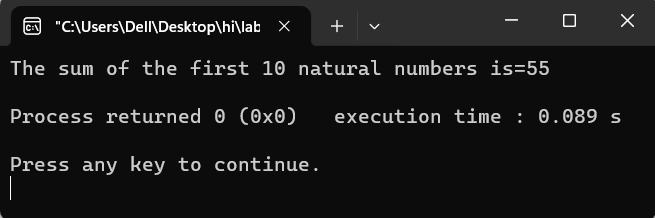 "C:\Users\Dell\Desktop\hi\lab
The sum of the first 10 natural numbers is=55
Process returned 0 (0x0)   execution time : 0.089 s
Press any key to continue.